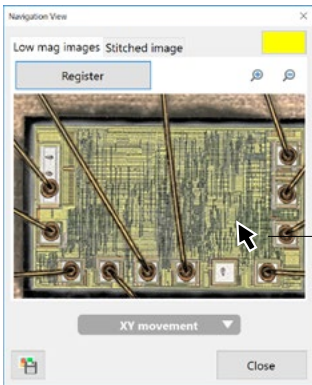 Navigation View
Low mag images Stitched image
Register
XY movement
Close